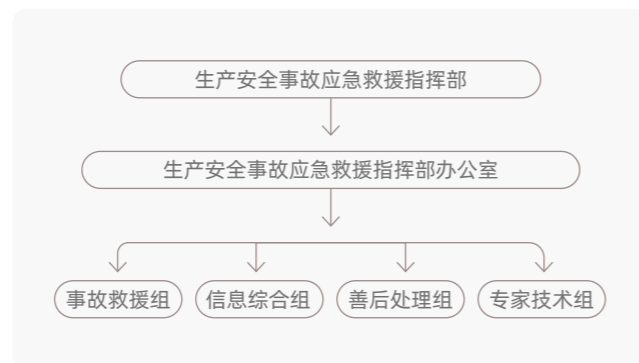 生产安全事故应急救援指挥部
生产安全事故应急救援指挥部办公室
事故救援组 信息综合组 善后处理组 专家技术组